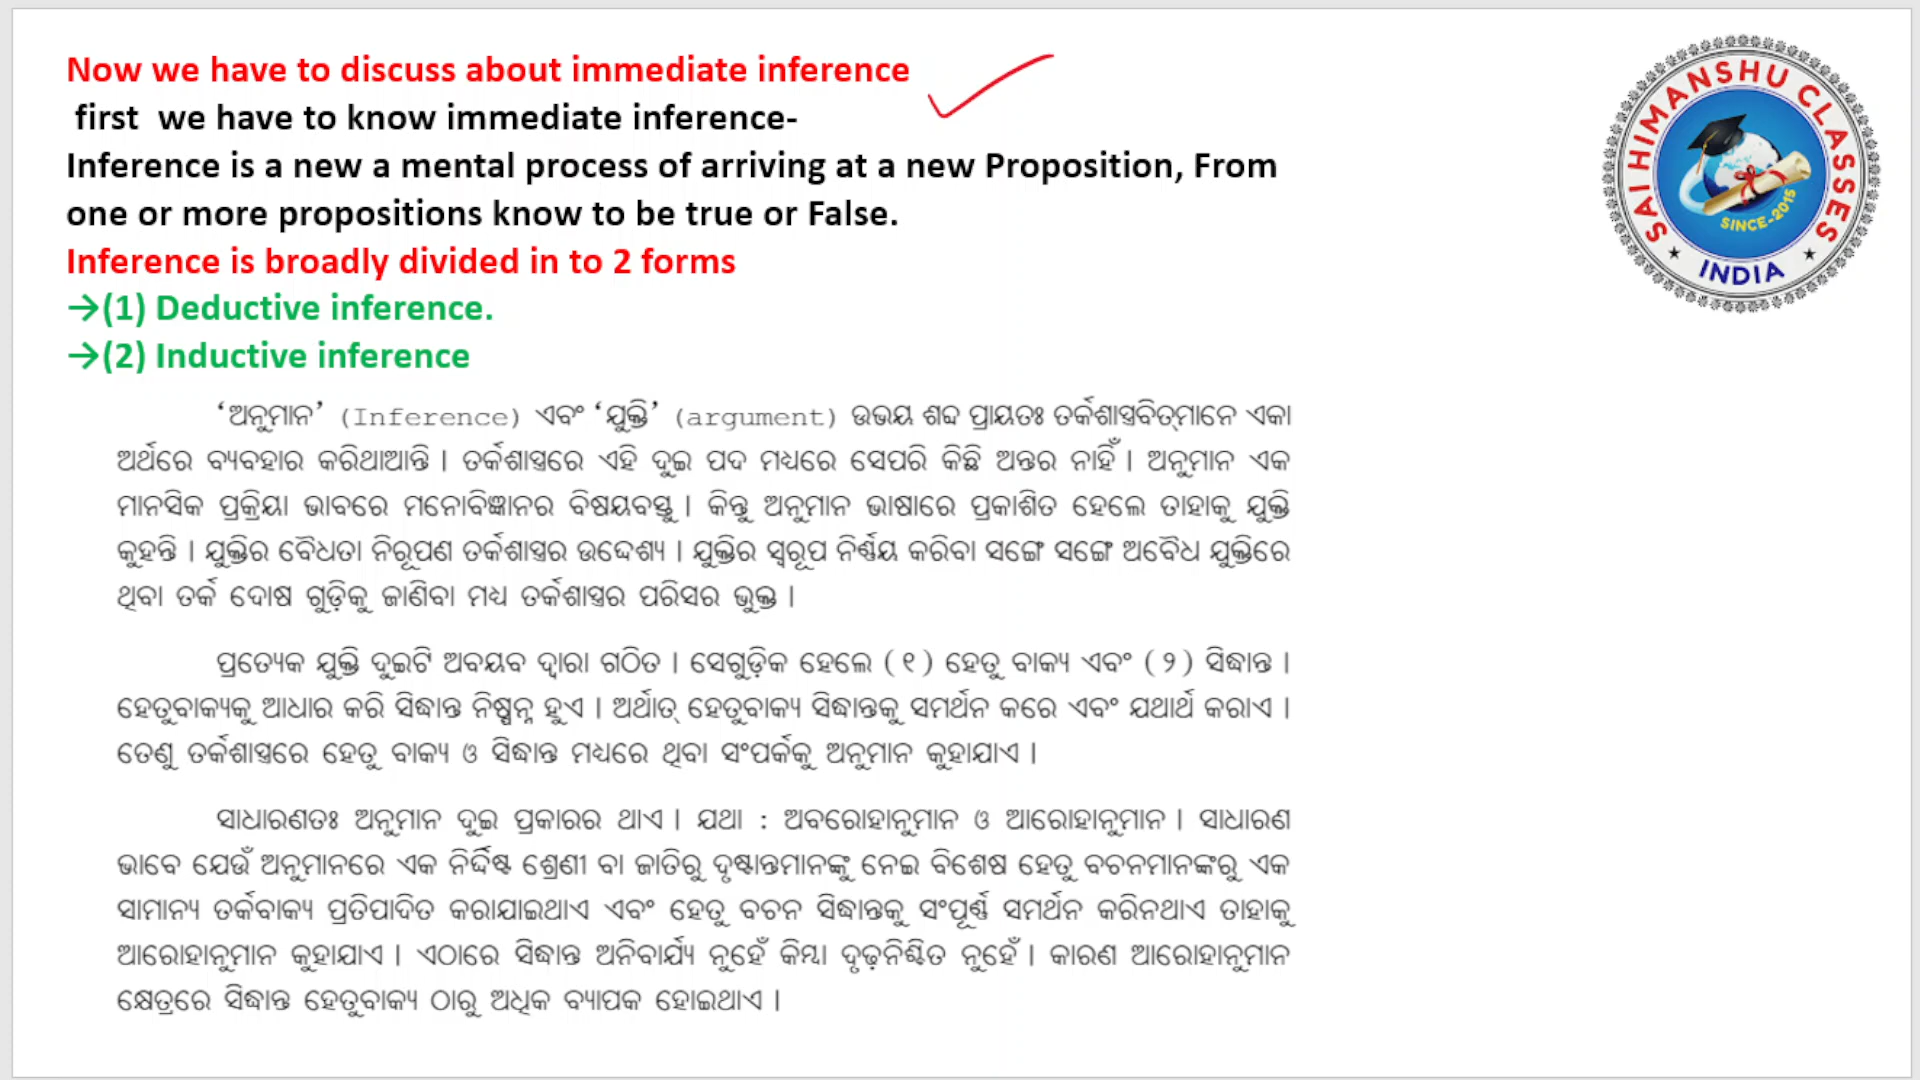 Now we have to discuss about immediate inference
first we have to know immediate inference-
Inference is a new a mental process of arriving at a new Proposition, From
one or more propositions know to be true or False.
Inference is broadly divided in to 2 forms
→(1) Deductive inference.
→(2) Inductive inference
‘ଅନୁମାନ’ (Inference) ଏବଂ ‘ଯୁକ୍ତି’ (argument) ଉଭୟ ଶବ୍ଦ ପ୍ରାୟତଃ ତର୍କଶାସ୍ତ୍ରବିତ୍‌ମାନେ ଏକା
ଅର୍ଥରେ ବ୍ୟବହାର କରିଥାଆନ୍ତି । ତର୍କଶାସ୍ତ୍ରରେ ଏହି ଦୁଇ ପଦ ମଧ୍ୟରେ ସେପରି କିଛି ଅନ୍ତର ନାହିଁ । ଅନୁମାନ ଏକ
ମାନସିକ ପ୍ରକ୍ରିୟା ଭାବରେ ମନୋବିଜ୍ଞାନର ବିଷୟବସ୍ତୁ । କିନ୍ତୁ ଅନୁମାନ ଭାଷାରେ ପ୍ରକାଶିତ ହେଲେ ତାହାକୁ ଯୁକ୍ତି
କୁହନ୍ତି । ଯୁକ୍ତିର ବୈଧତା ନିରୂପଣ ତର୍କଶାସ୍ତ୍ରର ଉଦ୍ଦେଶ୍ୟ । ଯୁକ୍ତିର ସ୍ୱରୂପ ନିର୍ଣ୍ଣୟ କରିବା ସଙ୍ଗେ ସଙ୍ଗେ ଅବୈଧ ଯୁକ୍ତିରେ
ଥିବା ତର୍କ ଦୋଷ ଗୁଡ଼ିକୁ ଜାଣିବା ମଧ୍ୟ ତର୍କଶାସ୍ତ୍ରର ପରିସର ଭୁକ୍ତ ।
ପ୍ରତ୍ୟେକ ଯୁକ୍ତି ଦୁଇଟି ଅବୟବ ଦ୍ୱାରା ଗଠିତ । ସେଗୁଡ଼ିକ ହେଲେ (୧) ହେତୁ ବାକ୍ୟ ଏବଂ (୨) ସିଦ୍ଧାନ୍ତ ।
ହେତୁବାକ୍ୟକୁ ଆଧାର କରି ସିଦ୍ଧାନ୍ତ ନିଷ୍ପନ୍ନ ହୁଏ । ଅର୍ଥାତ୍ ହେତୁବାକ୍ୟ ସିଦ୍ଧାନ୍ତକୁ ସମର୍ଥନ କରେ ଏବଂ ଯଥାର୍ଥ କରାଏ ।
ତେଣୁ ତର୍କଶାସ୍ତ୍ରରେ ହେତୁ ବାକ୍ୟ ଓ ସିଦ୍ଧାନ୍ତ ମଧ୍ୟରେ ଥିବା ସଂପର୍କକୁ ଅନୁମାନ କୁହାଯାଏ ।
ସାଧାରଣତଃ ଅନୁମାନ ଦୁଇ ପ୍ରକାରର ଥାଏ । ଯଥା : ଅବରୋହାନୁମାନ ଓ ଆରୋହାନୁମାନ । ସାଧାରଣ
ଭାବେ ଯେଉଁ ଅନୁମାନରେ ଏକ ନିର୍ଦ୍ଦିଷ୍ଟ ଶ୍ରେଣୀ ବା ଜାତିରୁ ଦୃଷ୍ଟାନ୍ତମାନଙ୍କୁ ନେଇ ବିଶେଷ ହେତୁ ବଚନମାନଙ୍କରୁ ଏକ
ସାମାନ୍ୟ ତର୍କବାକ୍ୟ ପ୍ରତିପାଦିତ କରାଯାଇଥାଏ ଏବଂ ହେତୁ ବଚନ ସିଦ୍ଧାନ୍ତକୁ ସଂପୂର୍ଣ୍ଣ ସମର୍ଥନ କରିନଥାଏ ତାହାକୁ
ଆରୋହାନୁମାନ କୁହାଯାଏ । ଏଠାରେ ସିଦ୍ଧାନ୍ତ ଅନିବାର୍ଯ୍ୟ ନୁହେଁ କିମ୍ବା ଦୃଢ଼ନିଶ୍ଚିତ ନୁହେଁ । କାରଣ ଆରୋହାନୁମାନ
କ୍ଷେତ୍ରରେ ସିଦ୍ଧାନ୍ତ ହେତୁବାକ୍ୟ ଠାରୁ ଅଧିକ ବ୍ୟାପକ ହୋଇଥାଏ ।
SAI HIMANSHU CLASSES
SINCE-2015
INDIA